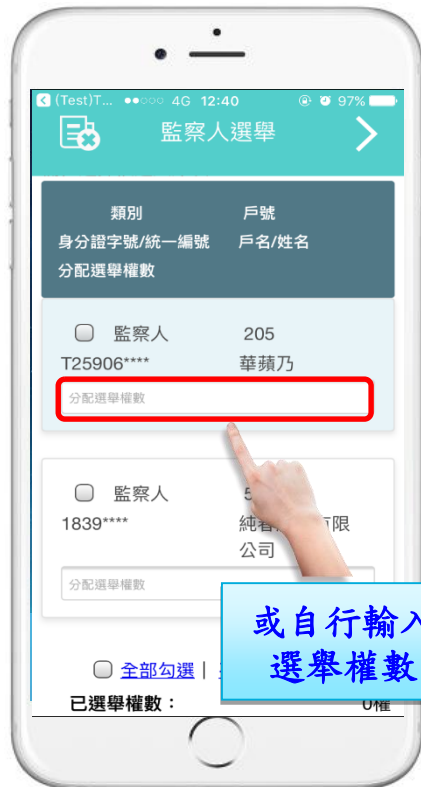 (Test)T... 4G 12:40 97%
監察人選舉
類別 戶號
身分證字號/統一編號 戶名/姓名
分配選舉權數
監察人 205
T25906**** 華蘋乃
分配選舉權數
監察人 5
1839**** 純 限
公司
分配選舉權數
或自行輸入
選舉權數
全部勾選 |
已選舉權數： 0權